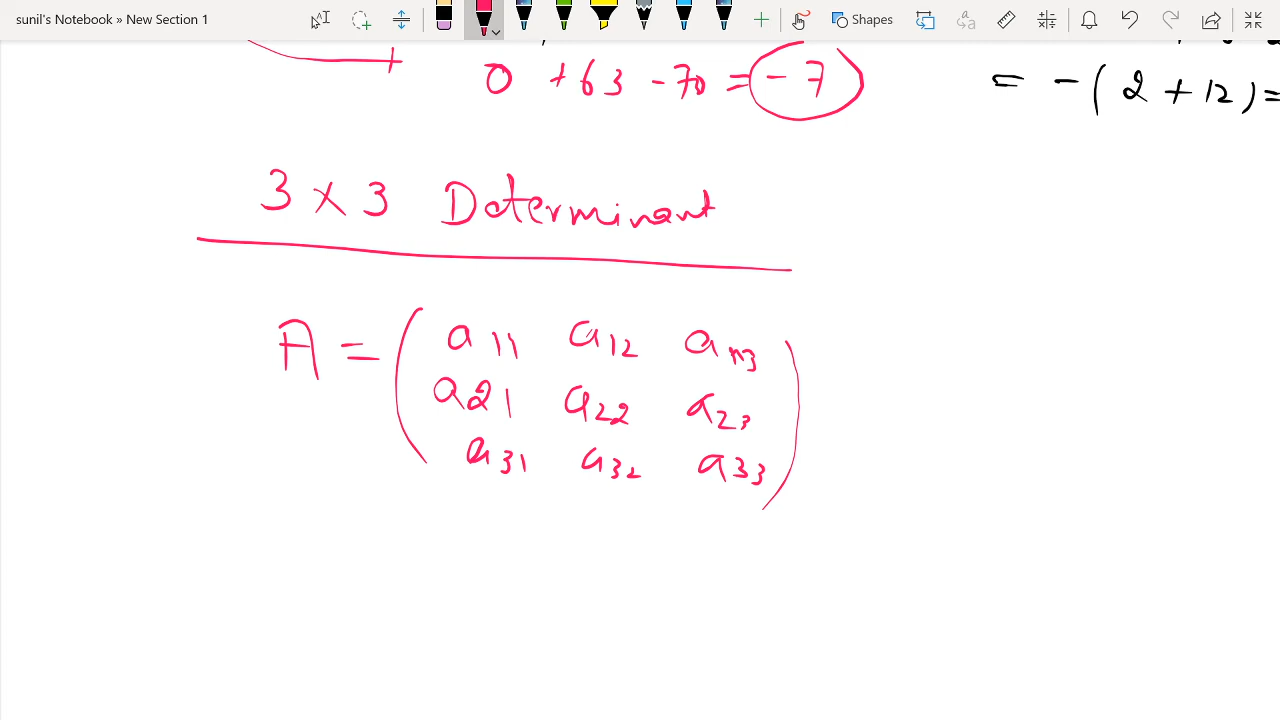 sunil's Notebook » New Section 1
Shapes
0 + 63 - 70 = - 7
= - ( 2 + 12 ) =
3 × 3 Determinant
A = ( a11 a12 a13
a21 a22 a23
a31 a32 a33 )